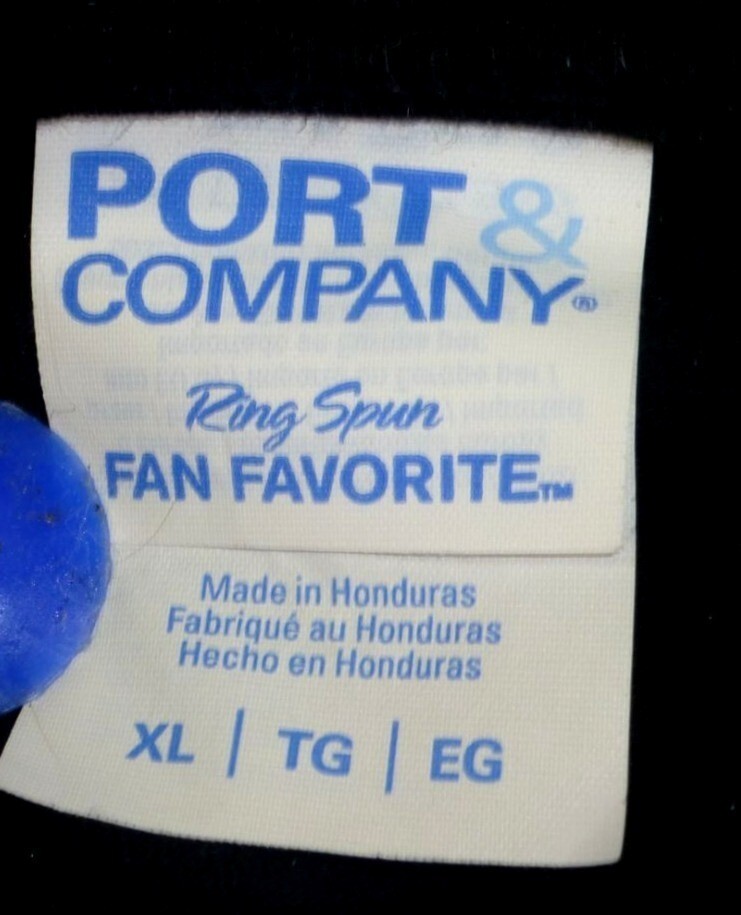 PORT &
COMPANY®
Ring Spun
FAN FAVORITE™
Made in Honduras
Fabriqué au Honduras
Hecho en Honduras
XL | TG | EG